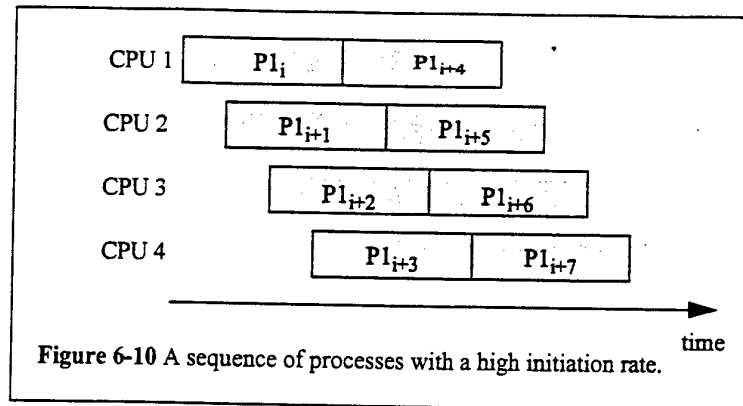 CPU 1 P1i P1i+4
CPU 2 P1i+1 P1i+5
CPU 3 P1i+2 P1i+6
CPU 4 P1i+3 P1i+7
time
Figure 6-10 A sequence of processes with a high initiation rate.